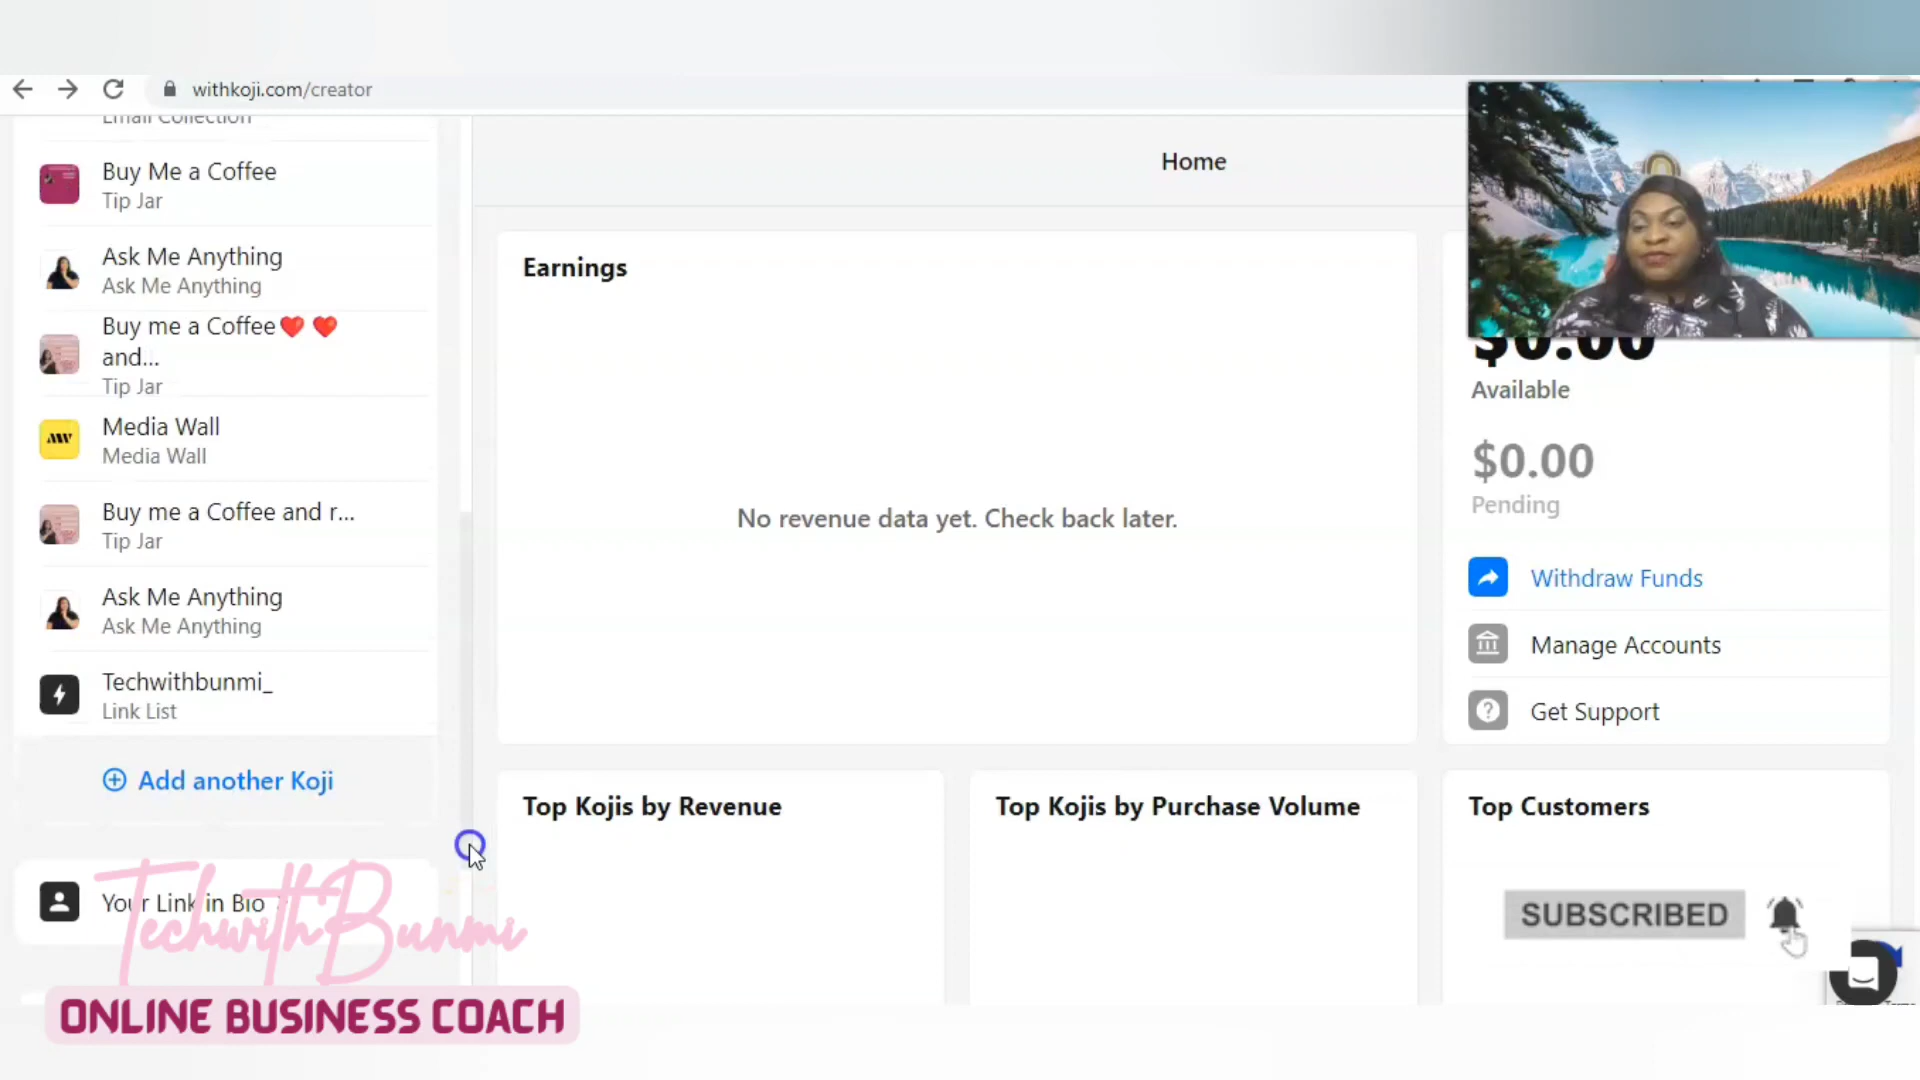 withkoji.com/creator
Email Collection
Buy Me a Coffee
Tip Jar
Ask Me Anything
Ask Me Anything
Buy me a Coffee❤️ ❤️
and...
Tip Jar
Media Wall
Media Wall
Buy me a Coffee and r...
Tip Jar
Ask Me Anything
Ask Me Anything
Techwithbunmi_
Link List
Add another Koji
Your Link in Bio
TechwithBunmi
ONLINE BUSINESS COACH
Home
Earnings
No revenue data yet. Check back later.
$0.00
Available
$0.00
Pending
Withdraw Funds
Manage Accounts
Get Support
Top Kojis by Revenue
Top Kojis by Purchase Volume
Top Customers
SUBSCRIBED